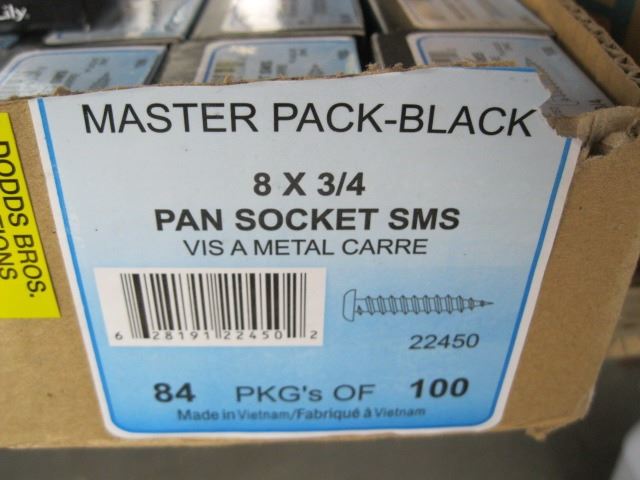 Lily.
MASTER PACK-BLACK
8 X 3/4
PAN SOCKET SMS
VIS A METAL CARRE
6 28191 22450 2
22450
84 PKG's OF 100
Made in Vietnam/Fabriqué à Vietnam
DODDS BROS.